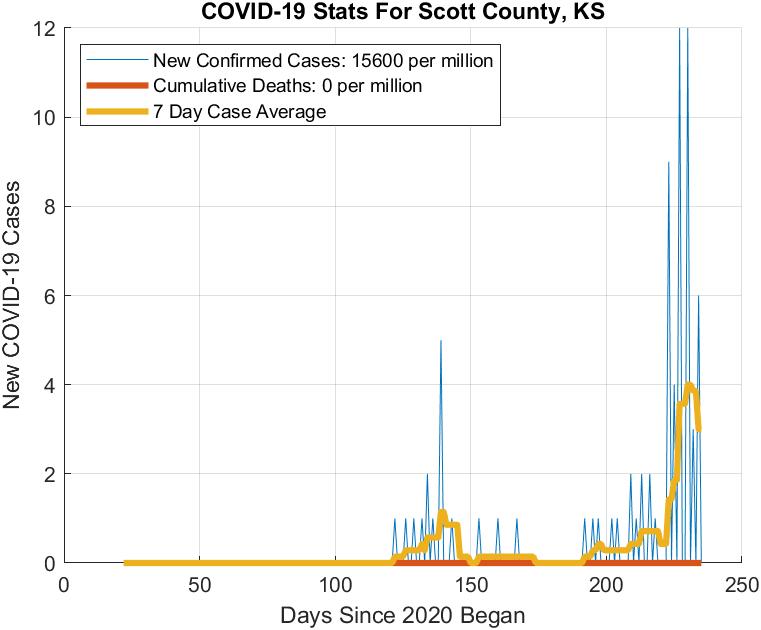 COVID-19 Stats For Scott County, KS
12
New Confirmed Cases: 15600 per million
Cumulative Deaths: 0 per million
7 Day Case Average
10
8
6
4
2
0
New COVID-19 Cases
0 50 100 150 200 250
Days Since 2020 Began